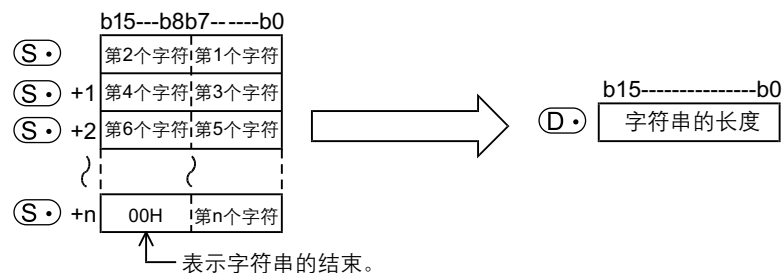 b15---b8b7------b0
S· 第2个字符 第1个字符
S· +1 第4个字符 第3个字符
S· +2 第6个字符 第5个字符
S· +n 00H 第n个字符
表示字符串的结束。
b15---------------b0
D· 字符串的长度